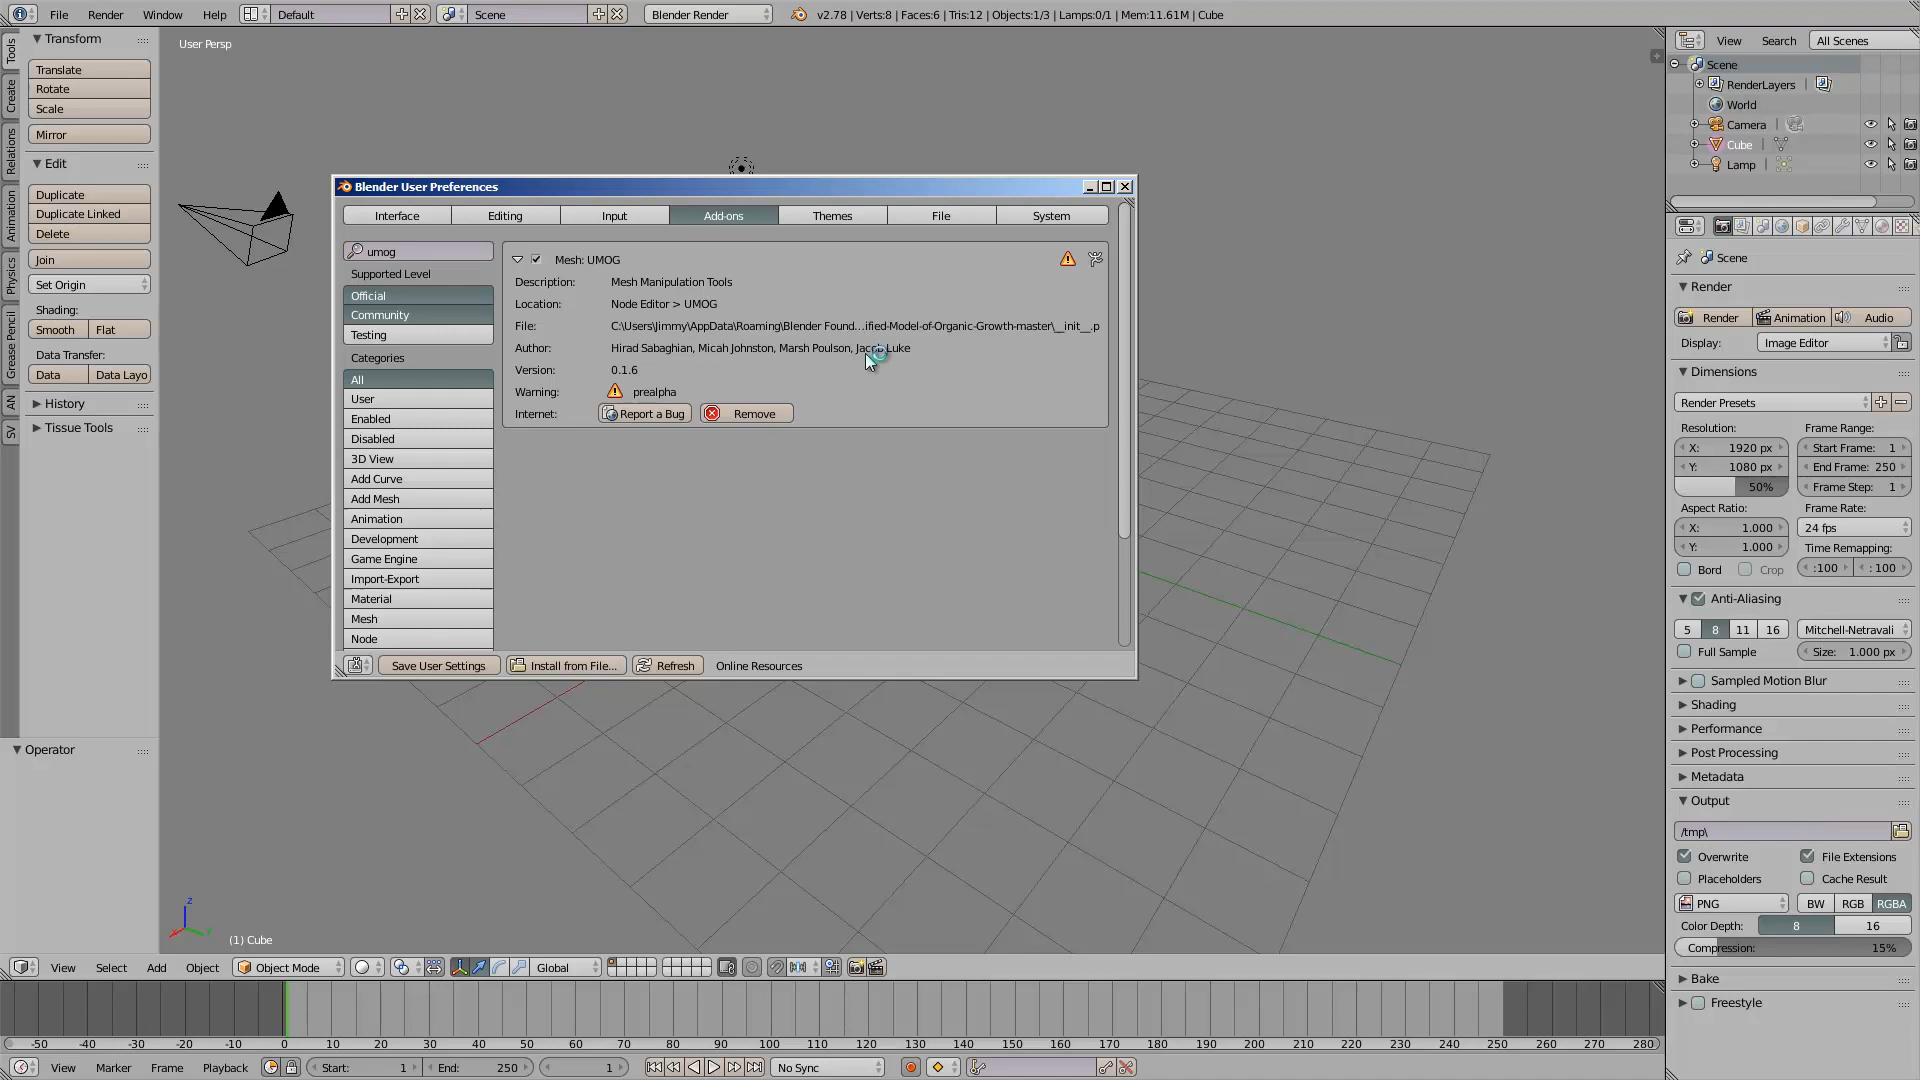 File Render Window Help Default Scene Blender Render v2.78 | Verts:8 | Faces:6 | Tris:12 | Objects:1/3 | Lamps:0/1 | Mem:11.61M | Cube
Tools
Create
Relations
Animation
Physics
Grease Pencil
AN
SV
Transform
Translate
Rotate
Scale
Mirror
Edit
Duplicate
Duplicate Linked
Delete
Join
Set Origin
Shading:
Smooth Flat
Data Transfer:
Data Data Layo
History
Tissue Tools
Operator
User Persp
Blender User Preferences
Interface Editing Input Add-ons Themes File System
umog
Supported Level
Official
Community
Testing
Categories
All
User
Enabled
Disabled
3D View
Add Curve
Add Mesh
Animation
Development
Game Engine
Import-Export
Material
Mesh
Node
Mesh: UMOG
Description: Mesh Manipulation Tools
Location: Node Editor > UMOG
File: C:\Users\Jimmy\AppData\Roaming\Blender Found...ified-Model-of-Organic-Growth-master\__init__.p
Author: Hirad Sabaghian, Micah Johnston, Marsh Poulson, Luke
Version: 0.1.6
Warning: prealpha
Internet: Report a Bug Remove
Save User Settings Install from File... Refresh Online Resources
z
x
y
(1) Cube
View Select Add Object Object Mode Global
-50 -40 -30 -20 -10 0 10 20 30 40 50 60 70 80 90 100 110 120 130 140 150 160 170 180 190 200 210 220 230 240 250 260 270 280
View Marker Frame Playback Start: 1 End: 250 1 No Sync
View Search All Scenes
Scene
RenderLayers |
World
Camera |
Cube |
Lamp |
Scene
Render
Render Animation Audio
Display: Image Editor
Dimensions
Render Presets
Resolution: Frame Range:
X: 1920 px Start Frame: 1
Y: 1080 px End Frame: 250
50% Frame Step: 1
Aspect Ratio: Frame Rate:
X: 1.000 24 fps
Y: 1.000 Time Remapping:
Bord Crop :100 : 100
Anti-Aliasing
5 8 11 16 Mitchell-Netravali
Full Sample Size: 1.000 px
Sampled Motion Blur
Shading
Performance
Post Processing
Metadata
Output
/tmp\
Overwrite File Extensions
Placeholders Cache Result
PNG BW RGB RGBA
Color Depth: 8 16
Compression: 15%
Bake
Freestyle